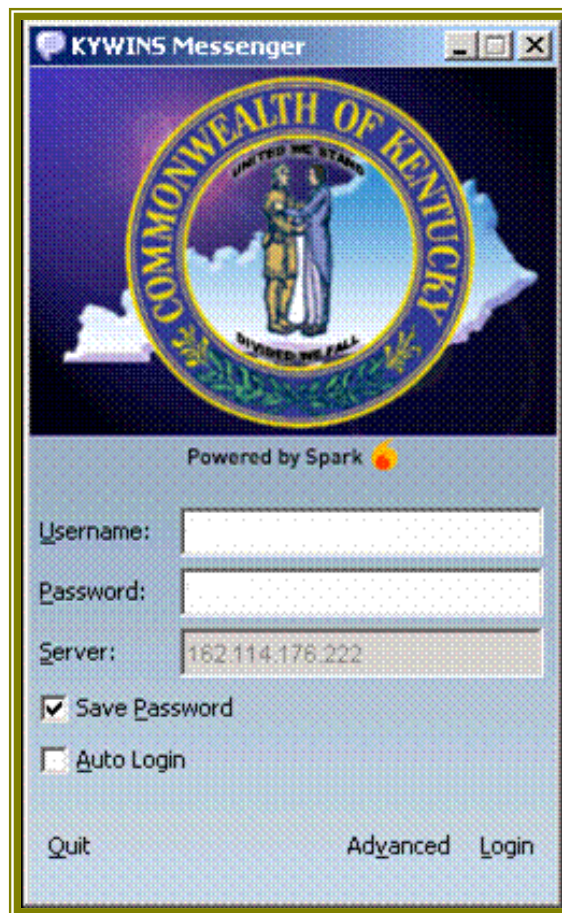 KYWINS Messenger
COMMONWEALTH OF KENTUCKY
UNITED WE STAND
DIVIDED WE FALL
Powered by Spark
Username:
Password:
Server: 162.114.176.222
Save Password
Auto Login
Quit Advanced Login